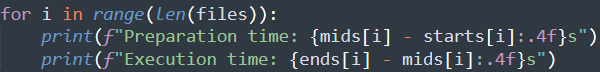 for i in range(len(files)):
    print(f"Preparation time: {mids[i] - starts[i]:.4f}s")
    print(f"Execution time: {ends[i] - mids[i]:.4f}s")